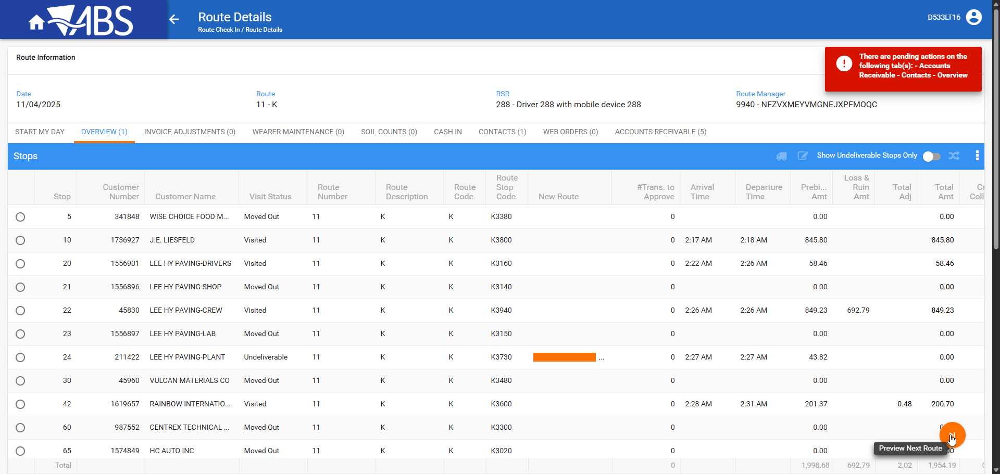 ABS
Route Details
Route Check In / Route Details
D533LT16
Route Information
There are pending actions on the
following tab(s): - Accounts
Receivable - Contacts - Overview
Date
11/04/2025
Route
11 - K
RSR
288 - Driver 288 with mobile device 288
Route Manager
9940 - NFZVXMEYVMGNEJXPFMOQC
START MY DAY OVERVIEW (1) INVOICE ADJUSTMENTS (0) WEARER MAINTENANCE (0) SOIL COUNTS (0) CASH IN CONTACTS (1) WEB ORDERS (0) ACCOUNTS RECEIVABLE (5)
Stops
Show Undeliverable Stops Only
Stop
Customer
Number
Customer Name
Visit Status
Route
Number
Route
Description
Route
Code
Route
Stop
Code
New Route
#Trans. to
Approve
Arrival
Time
Departure
Time
Prebi...
Amt
Loss &
Ruin
Amt
Total
Adj
Total
Amt
Ca
Coll
5 341848 WISE CHOICE FOOD M... Moved Out 11 K K K3380 0 0.00 0.00
10 1736927 J.E. LIESFELD Visited 11 K K K3800 0 2:17 AM 2:18 AM 845.80 845.80
20 1556901 LEE HY PAVING-DRIVERS Visited 11 K K K3160 0 2:22 AM 2:26 AM 58.46 58.46
21 1556896 LEE HY PAVING-SHOP Moved Out 11 K K K3140 0 0.00 0.00
22 45830 LEE HY PAVING-CREW Visited 11 K K K3940 0 2:26 AM 2:26 AM 849.23 692.79 849.23
23 1556897 LEE HY PAVING-LAB Moved Out 11 K K K3150 0 0.00 0.00
24 211422 LEE HY PAVING-PLANT Undeliverable 11 K K K3730 ... 0 2:27 AM 2:27 AM 43.82 0.00
30 45960 VULCAN MATERIALS CO Moved Out 11 K K K3480 0 0.00 0.00
42 1619657 RAINBOW INTERNATIO... Visited 11 K K K3600 0 2:28 AM 2:31 AM 201.37 0.48 200.70
60 987552 CENTREX TECHNICAL ... Moved Out 11 K K K3300 0 0.00
65 1574849 HC AUTO INC Moved Out 11 K K K3020 0 0.00
Preview Next Route
Total 0 1,998.68 692.79 2.02 1,954.19